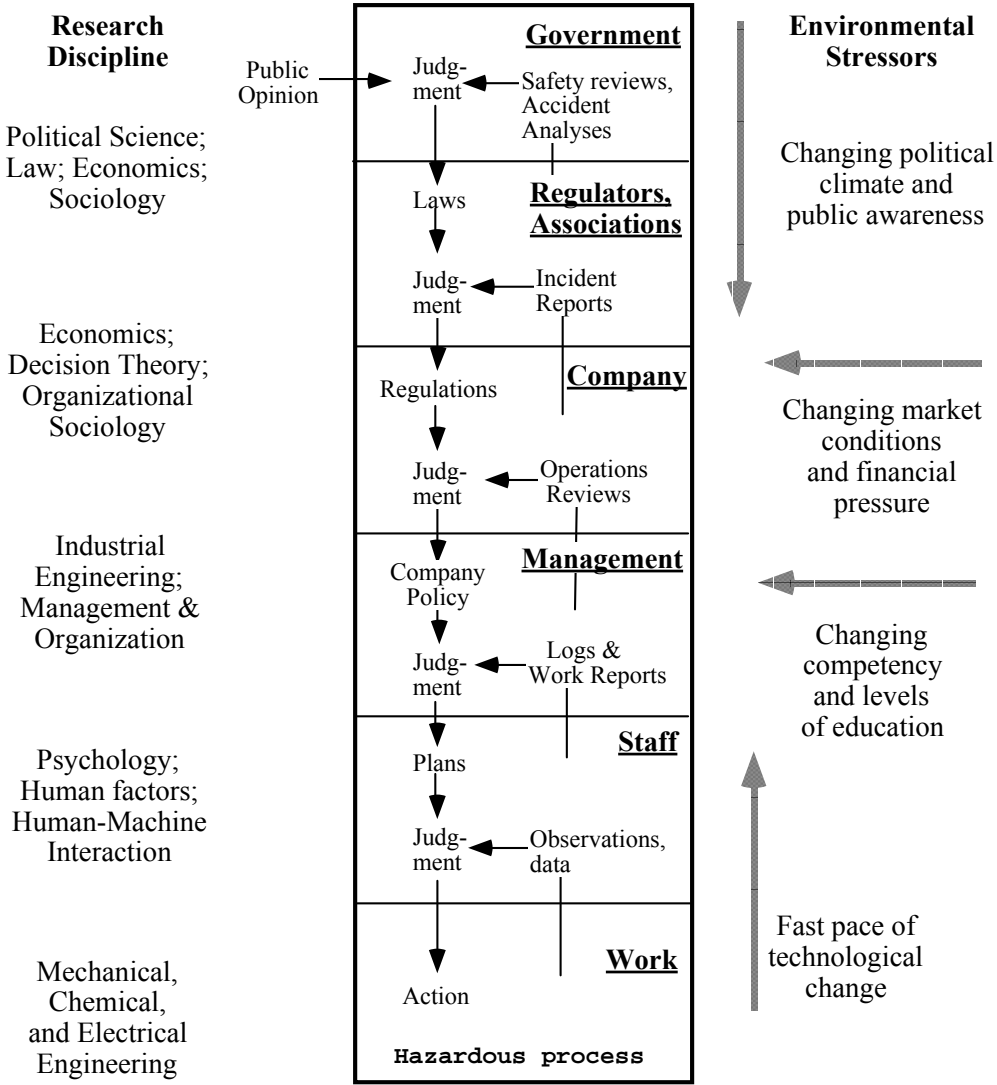 Research
Discipline
Political Science;
Law; Economics;
Sociology
Economics;
Decision Theory;
Organizational
Sociology
Industrial
Engineering;
Management &
Organization
Psychology;
Human factors;
Human-Machine
Interaction
Mechanical,
Chemical,
and Electrical
Engineering
Public
Opinion
Government
Judg-
ment
Safety reviews,
Accident
Analyses
Regulators,
Associations
Laws
Judg-
ment
Incident
Reports
Company
Regulations
Judg-
ment
Operations
Reviews
Management
Company
Policy
Judg-
ment
Logs &
Work Reports
Staff
Plans
Judg-
ment
Observations,
data
Work
Action
Hazardous process
Environmental
Stressors
Changing political
climate and
public awareness
Changing market
conditions
and financial
pressure
Changing
competency
and levels
of education
Fast pace of
technological
change